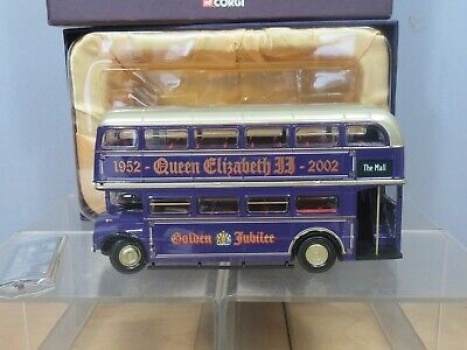 CORGI
1952 - Queen Elizabeth II - 2002
The Mall
Golden Jubilee